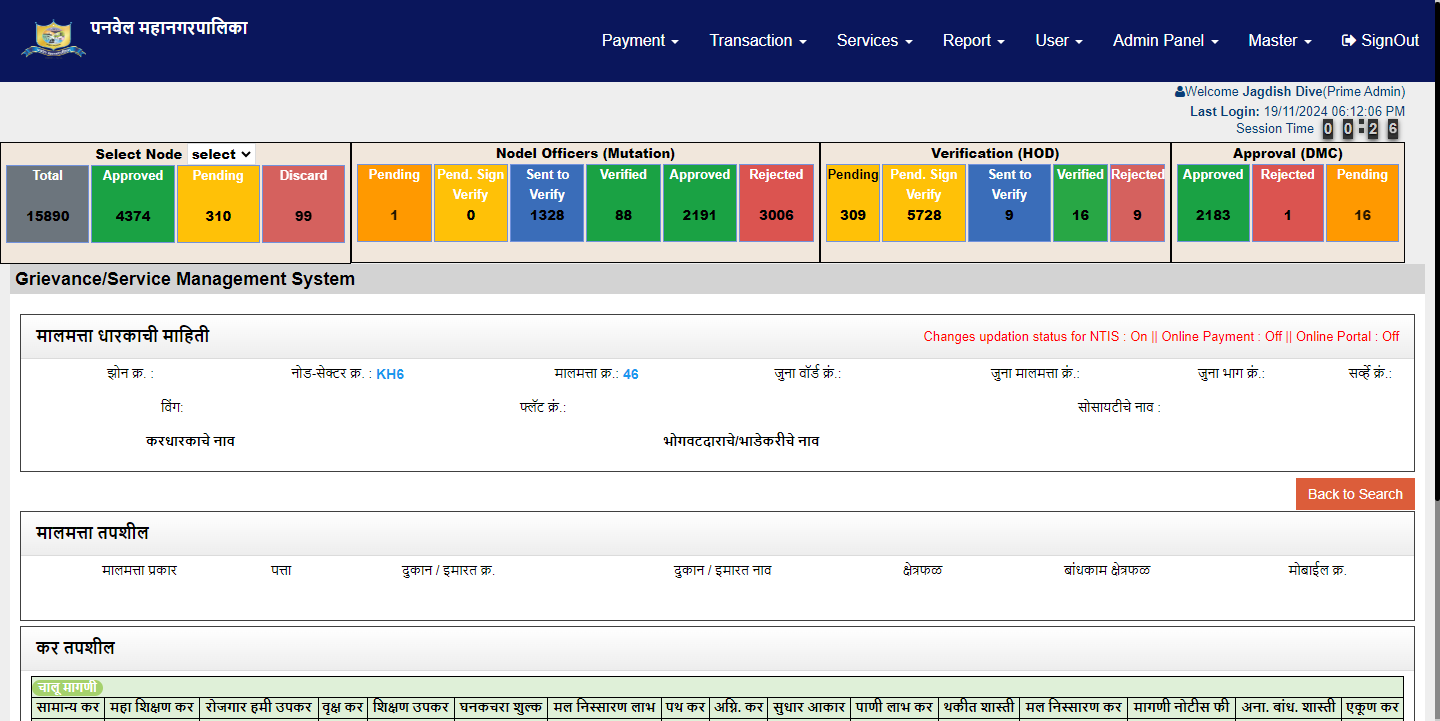 पनवेल महानगरपालिका
Payment Transaction Services Report User Admin Panel Master SignOut
Welcome Jagdish Dive(Prime Admin)
Last Login: 19/11/2024 06:12:06 PM
Session Time 00:26
Select Node select
Total Approved Pending Discard
15890 4374 310 99
Nodel Officers (Mutation)
Pending Pend. Sign Verify Sent to Verify Verified Approved Rejected
1 0 1328 88 2191 3006
Verification (HOD)
Pending Pend. Sign Verify Sent to Verify Verified Rejected
309 5728 9 16 9
Approval (DMC)
Approved Rejected Pending
2183 1 16
Grievance/Service Management System
मालमत्ता धारकाची माहिती
Changes updation status for NTIS : On || Online Payment : Off || Online Portal : Off
झोन क्र. : नोड-सेक्टर क्र. : KH6 मालमत्ता क्र.: 46 जुना वॉर्ड क्रं.: जुना मालमत्ता क्रं.: जुना भाग क्रं.: सर्व्हे क्रं.:
विंग: फ्लॅट क्रं.: सोसायटीचे नाव :
करधारकाचे नाव भोगवटदाराचे/भाडेकरीचे नाव
Back to Search
मालमत्ता तपशील
मालमत्ता प्रकार पत्ता दुकान / इमारत क्र. दुकान / इमारत नाव क्षेत्रफळ बांधकाम क्षेत्रफळ मोबाईल क्र.
कर तपशील
चालू मागणी
सामान्य कर महा शिक्षण कर रोजगार हमी उपकर वृक्ष कर शिक्षण उपकर घनकचरा शुल्क मल निस्सारण लाभ पथ कर अग्नि. कर सुधार आकार पाणी लाभ कर थकीत शास्ती मल निस्सारण कर मागणी नोटीस फी अना. बांध. शास्ती एकूण कर